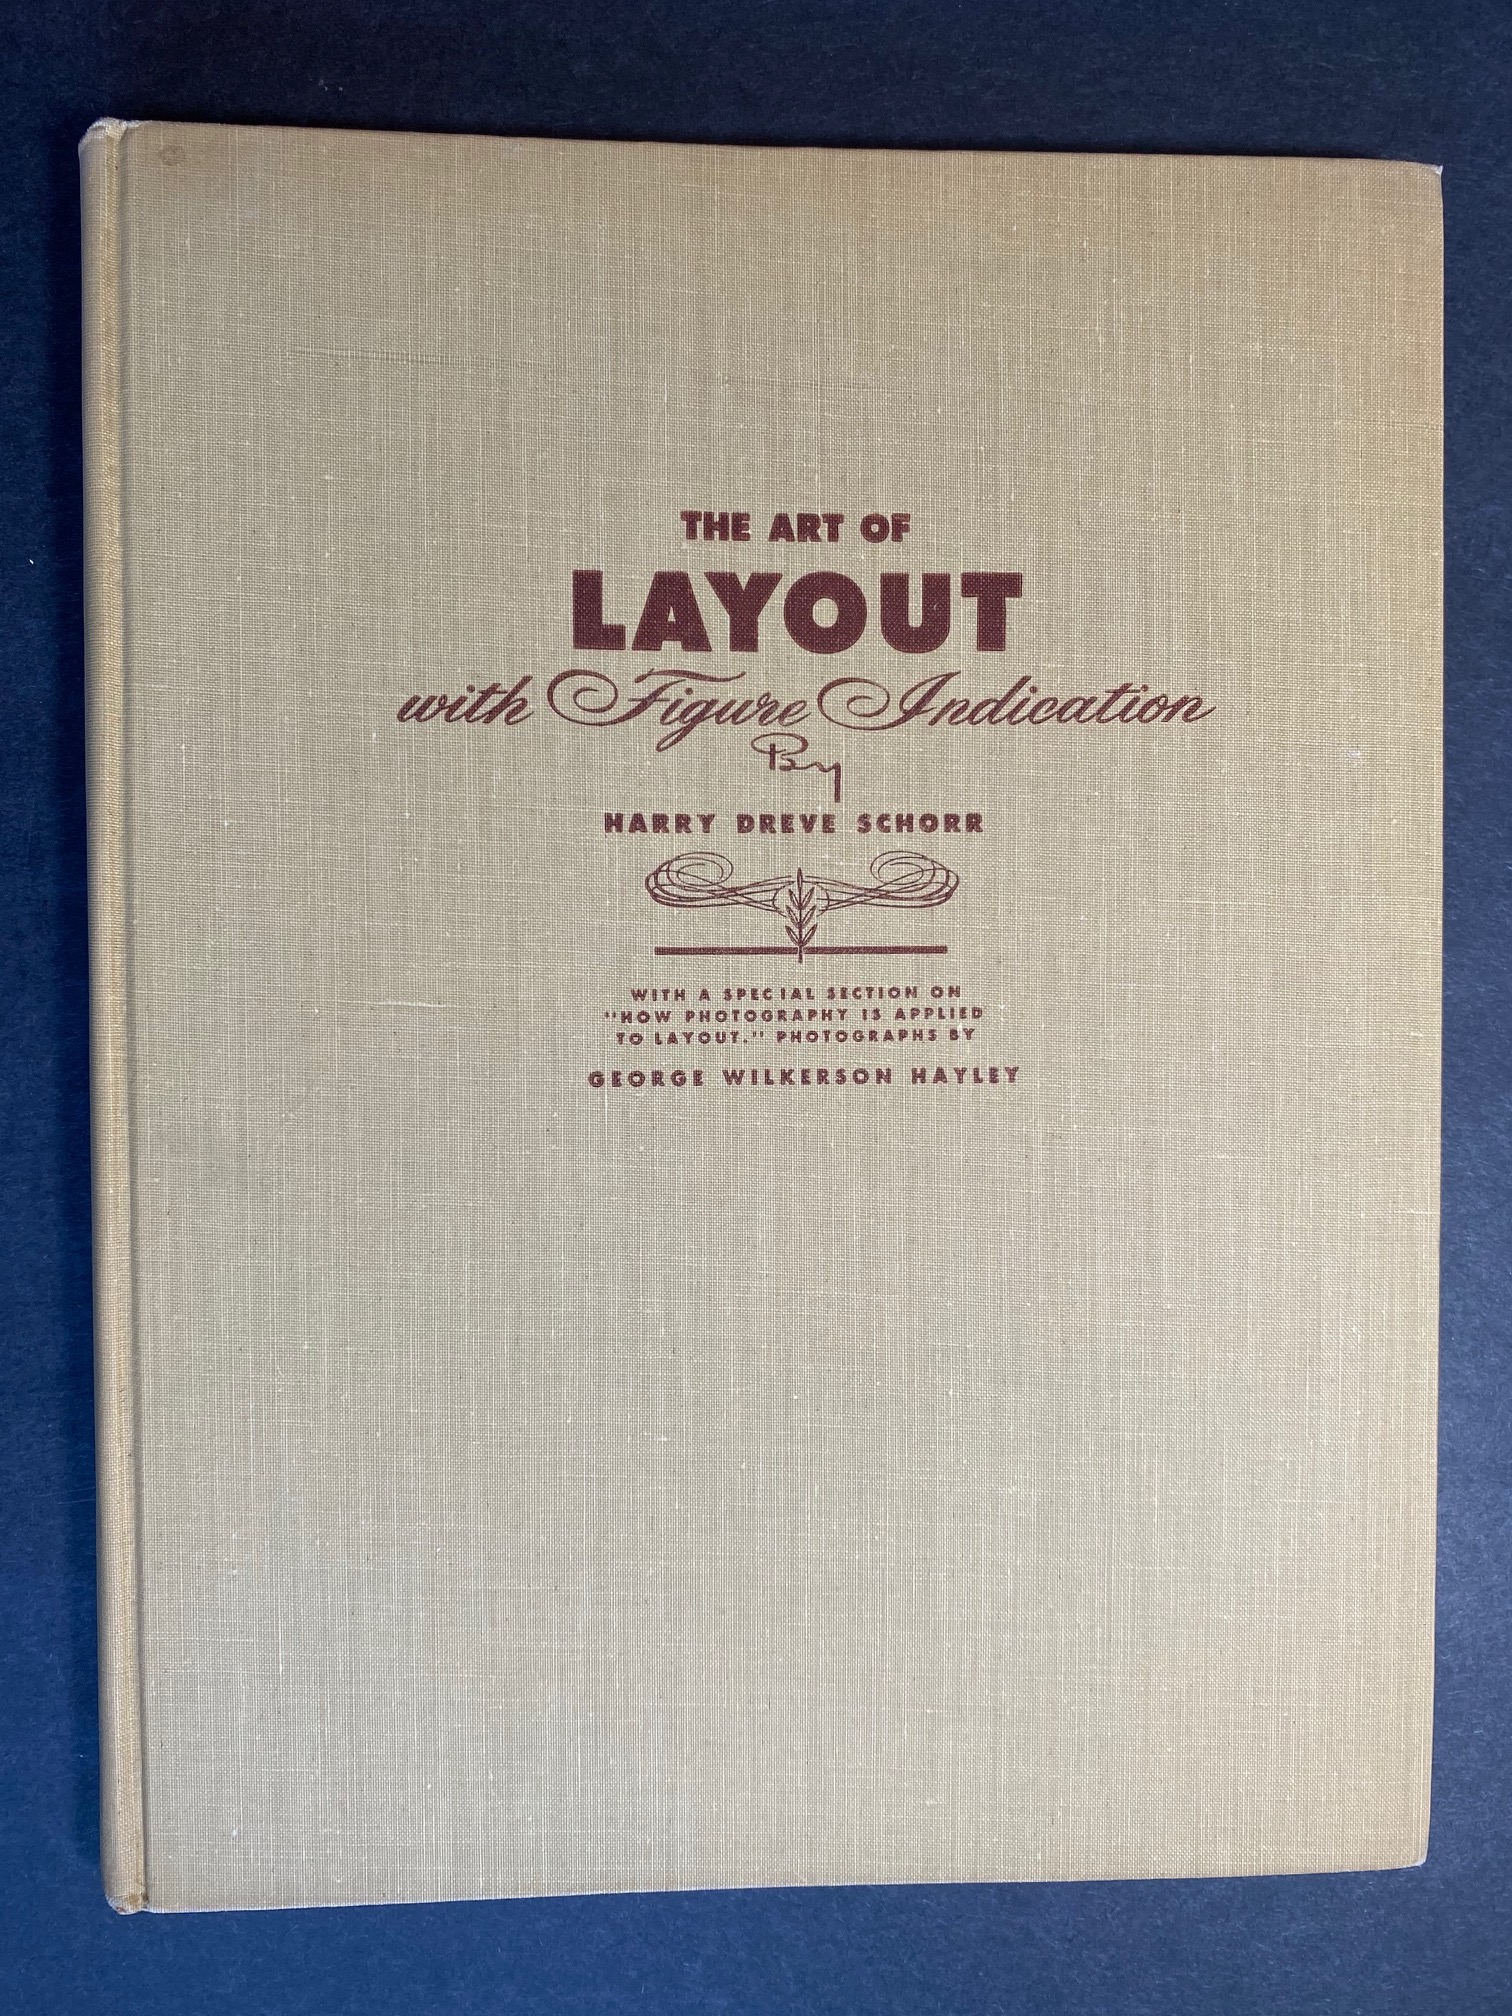 THE ART OF
LAYOUT
with Figure Indication
By
HARRY DREVE SCHORR
WITH A SPECIAL SECTION ON
"HOW PHOTOGRAPHY IS APPLIED
TO LAYOUT." PHOTOGRAPHS BY
GEORGE WILKERSON HAYLEY